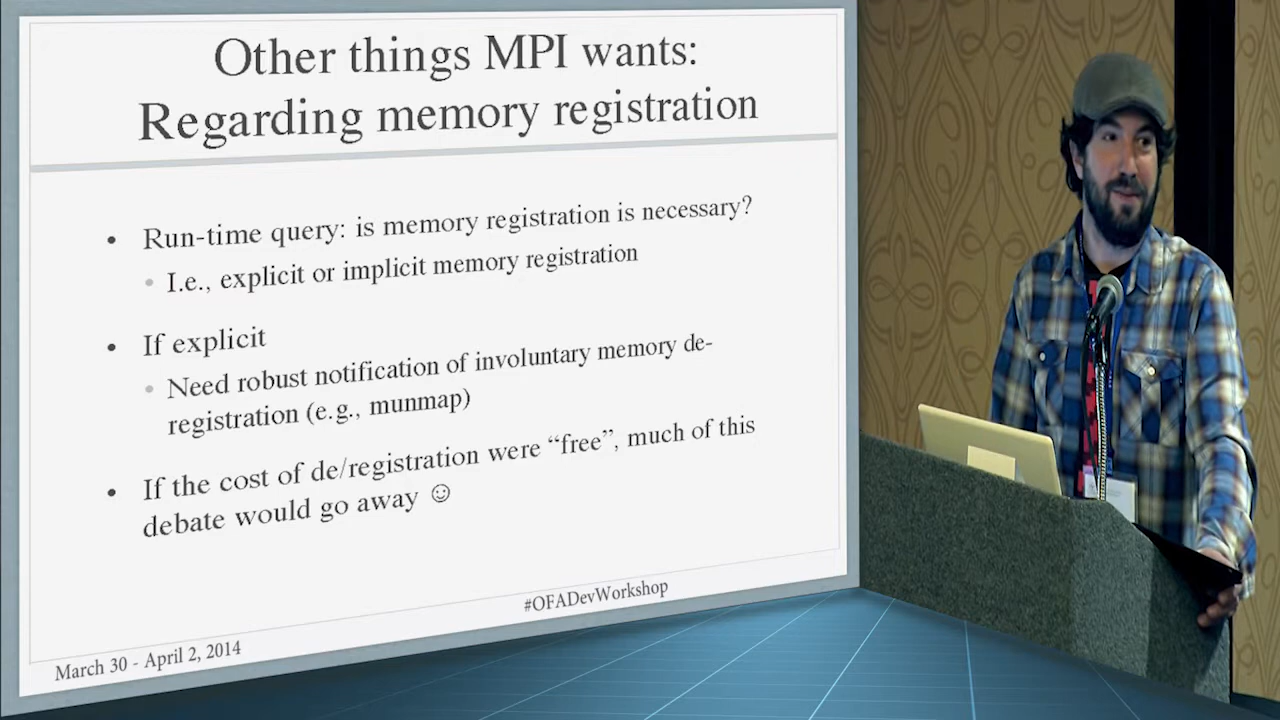 Other things MPI wants:
Regarding memory registration
• Run-time query: is memory registration is necessary?
• I.e., explicit or implicit memory registration
• If explicit
• Need robust notification of involuntary memory de-
registration (e.g., munmap)
• If the cost of de/registration were “free”, much of this
debate would go away ☺
#OFADevWorkshop
March 30 - April 2, 2014